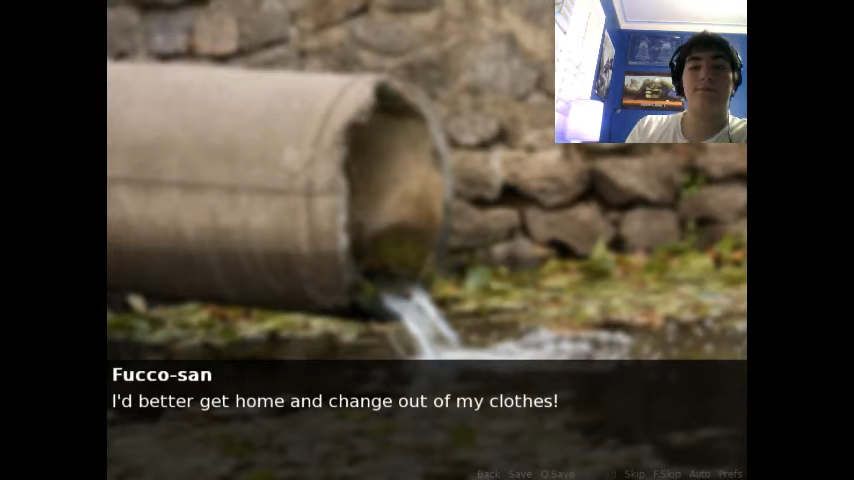 Fucco-san
I'd better get home and change out of my clothes!
Back Save Q.Save Skip F.Skip Auto Prefs